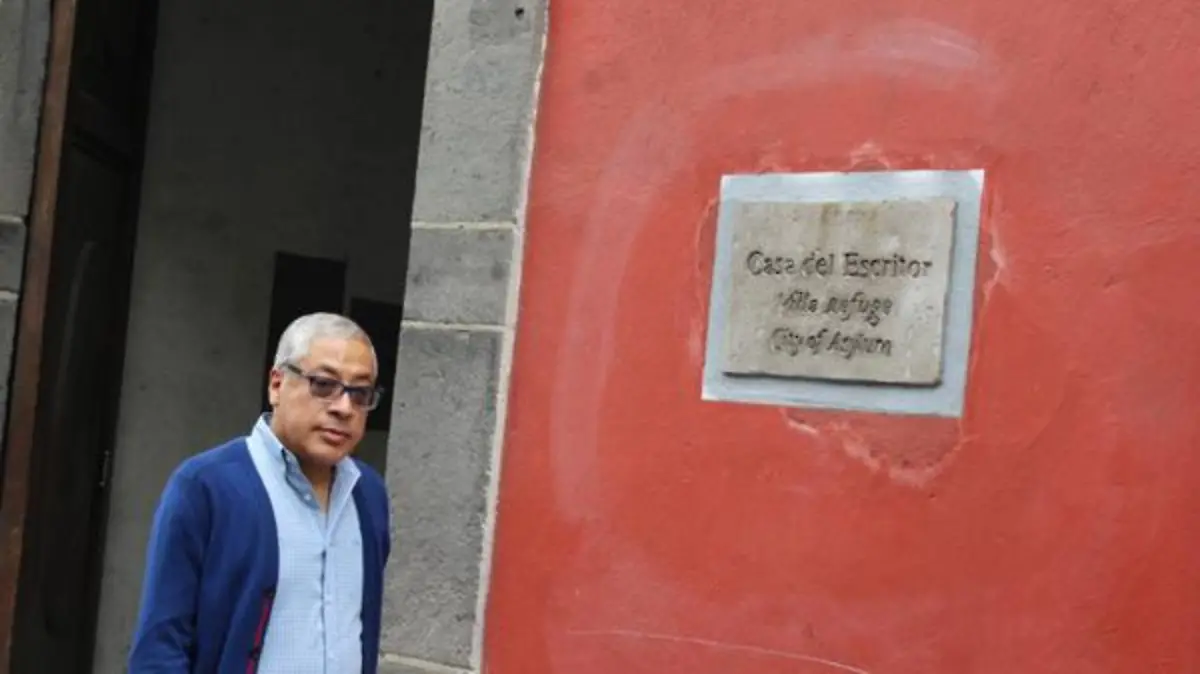 Casa del Escritor
Ville Refuge
City of Asylum